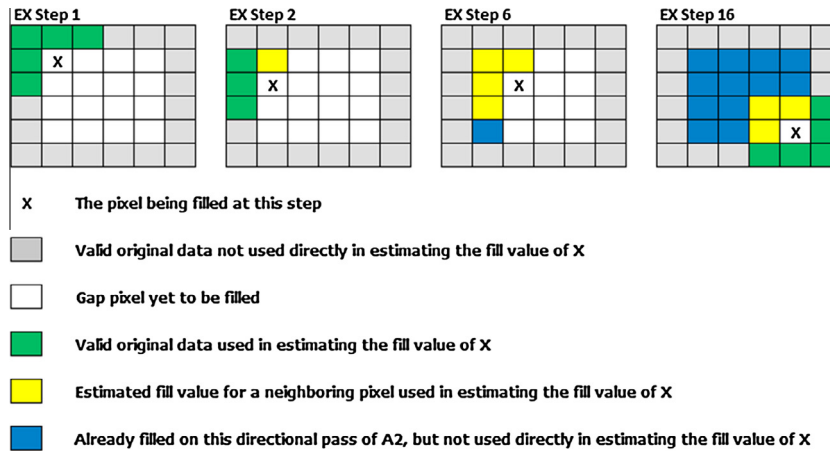 EX Step 1
EX Step 2
EX Step 6
EX Step 16
X
X
X
X
X The pixel being filled at this step
Valid original data not used directly in estimating the fill value of X
Gap pixel yet to be filled
Valid original data used in estimating the fill value of X
Estimated fill value for a neighboring pixel used in estimating the fill value of X
Already filled on this directional pass of A2, but not used directly in estimating the fill value of X